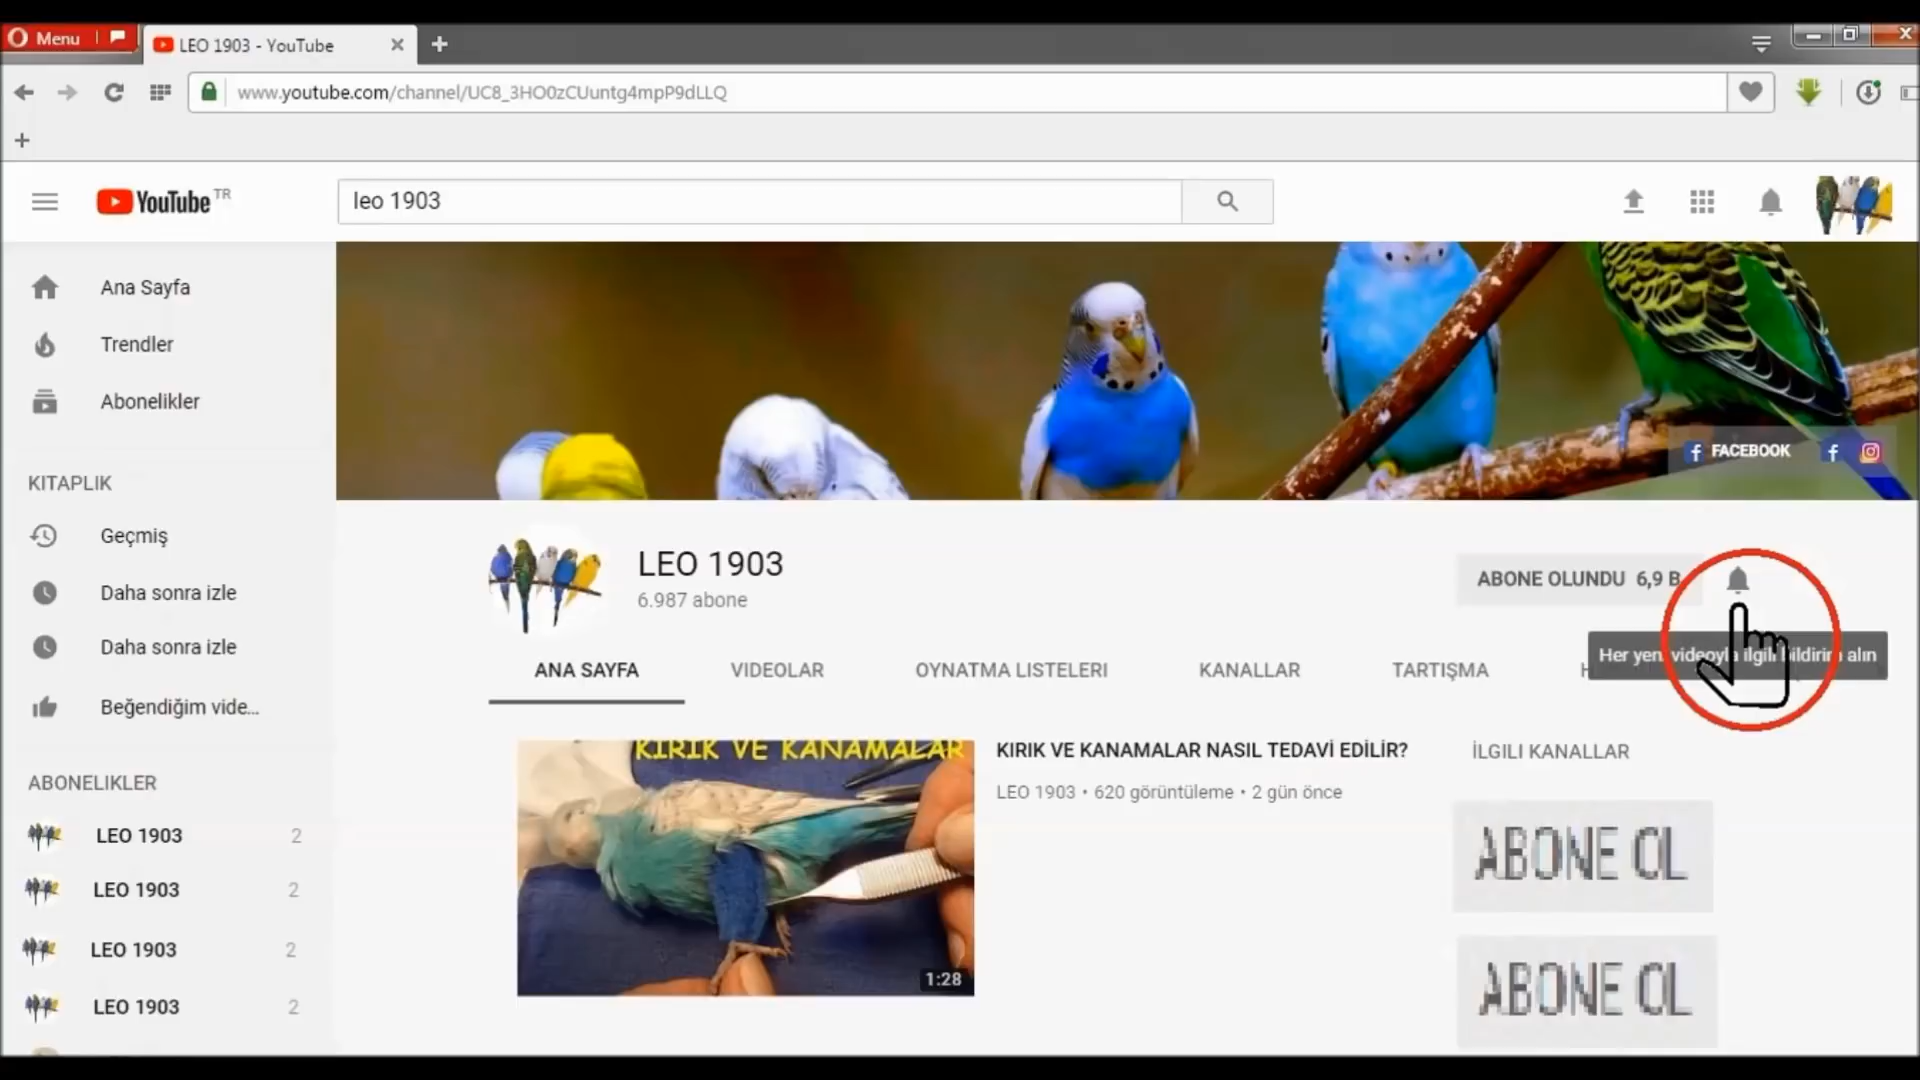 Menu
LEO 1903 - YouTube
www.youtube.com/channel/UC8_3HO0zCUuntg4mpP9dLLQ
YouTube TR
leo 1903
Ana Sayfa
Trendler
Abonelikler
FACEBOOK
KITAPLIK
Geçmiş
Daha sonra izle
Daha sonra izle
Beğendiğim vide...
LEO 1903
6.987 abone
ABONE OLUNDU 6,9 B
Her yeni videoyla ilgili bildirim alın
ANA SAYFA
VIDEOLAR
OYNATMA LISTELERI
KANALLAR
TARTIŞMA
KIRIK VE KANAMALAR
1:28
KIRIK VE KANAMALAR NASIL TEDAVİ EDİLİR?
LEO 1903 • 620 görüntüleme • 2 gün önce
İLGILI KANALLAR
ABONE OL
ABONE OL
ABONELIKLER
LEO 1903 2
LEO 1903 2
LEO 1903 2
LEO 1903 2